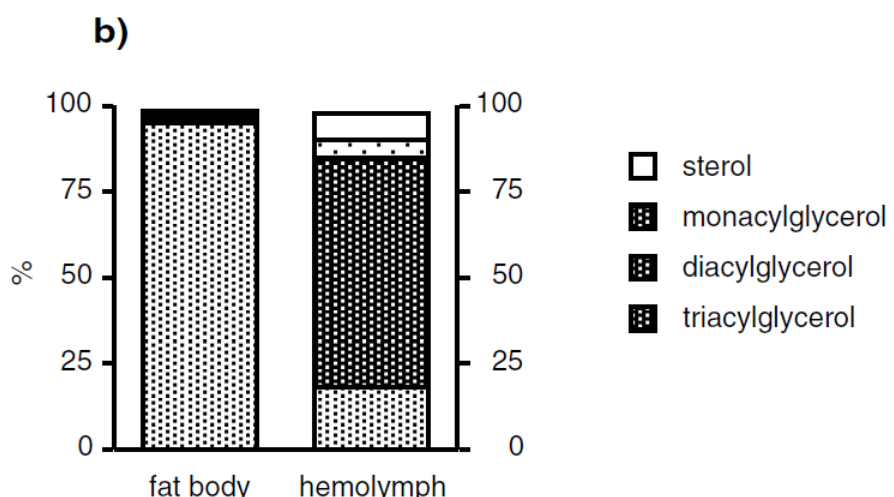 b)
100
75
50
25
0
%
100
75
50
25
0
fat body
hemolymph
sterol
monacylglycerol
diacylglycerol
triacylglycerol